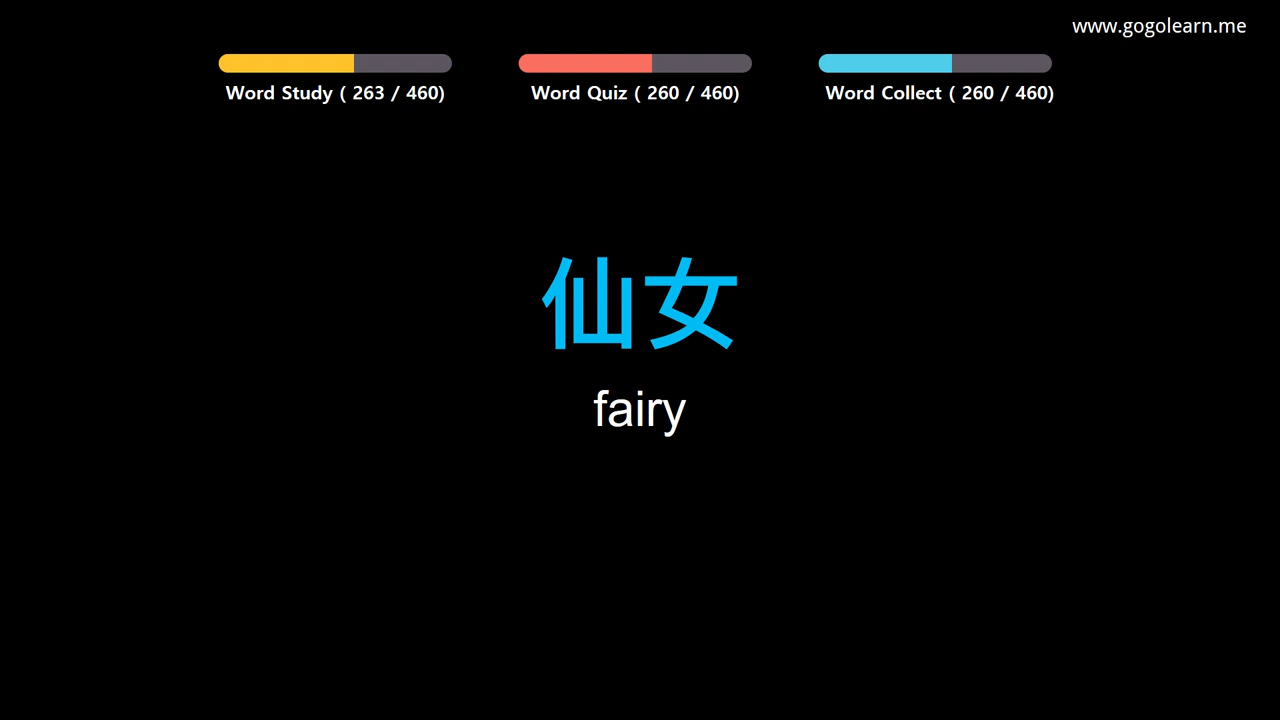 www.gogolearn.me
Word Study ( 263 / 460)
Word Quiz ( 260 / 460)
Word Collect ( 260 / 460)
仙女
fairy